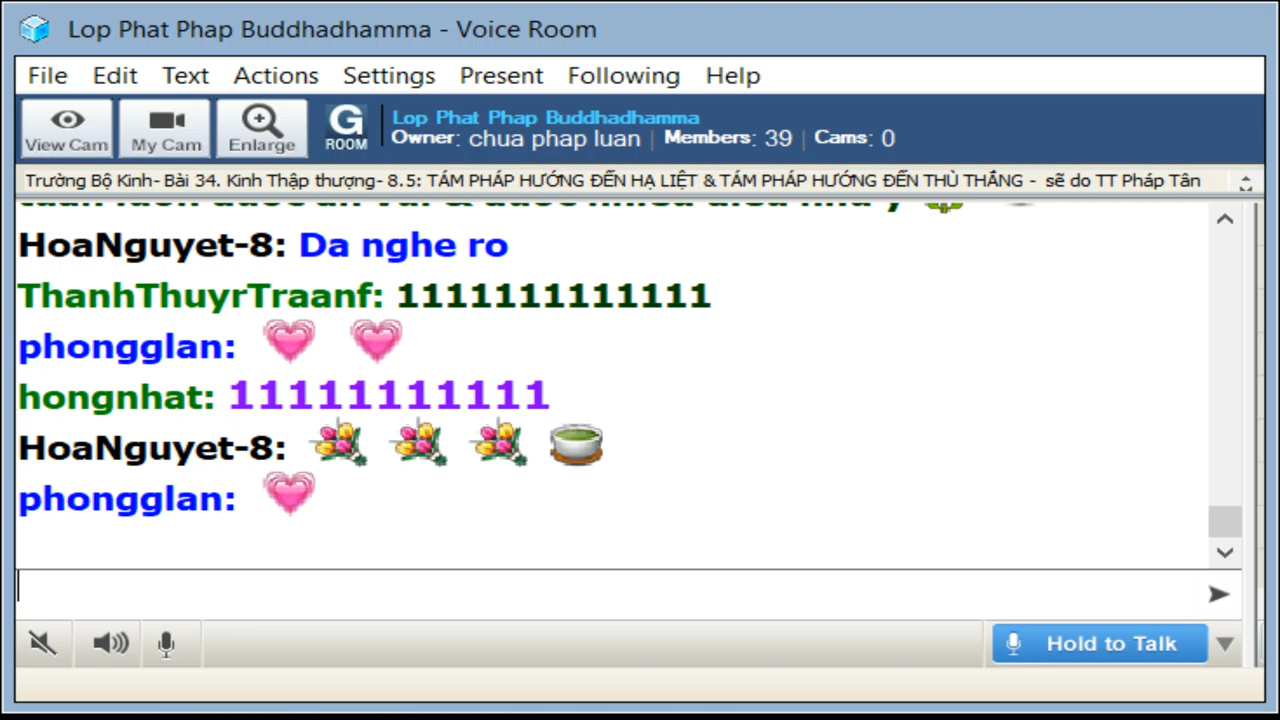 Lop Phat Phap Buddhadhamma - Voice Room
File Edit Text Actions Settings Present Following Help
View Cam My Cam Enlarge
G ROOM
Lop Phat Phap Buddhadhamma
Owner: chua phap luan | Members: 39 | Cams: 0
Trường Bộ Kinh- Bài 34. Kinh Thập thượng- 8.5: TÁM PHÁP HƯỚNG ĐẾN HẠ LIỆT & TÁM PHÁP HƯỚNG ĐẾN THÙ THẮNG - sẽ do TT Pháp Tân
HoaNguyet-8: Da nghe ro
ThanhThuyrTraanf: 1111111111111
phongglan:
hongnhat: 11111111111
HoaNguyet-8:
phongglan:
Hold to Talk